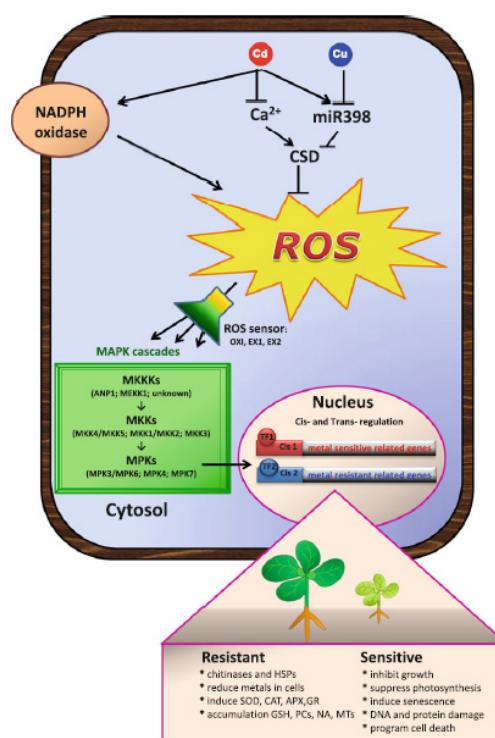 Cd
Cu
NADPH
oxidase
Ca2+
miR398
CSD
ROS
ROS sensor:
OXI, EX1, EX2
MAPK cascades
MKKKs
(ANP1; MEKK1; unknown)
MKKs
(MKK4/MKK5; MKK1/MKK2; MKK3)
MPKs
(MPK3/MPK6; MPK4; MPK7)
Cytosol
Nucleus
Cis- and Trans- regulation
TF1
Cis 1
metal sensitive related genes
TF2
Cis 2
metal resistant related genes
Resistant
* chitinases and HSPs
* reduce metals in cells
* induce SOD, CAT, APX,GR
* accumulation GSH, PCs, NA, MTs
Sensitive
* inhibit growth
* suppress photosynthesis
* induce senescence
* DNA and protein damage
* program cell death